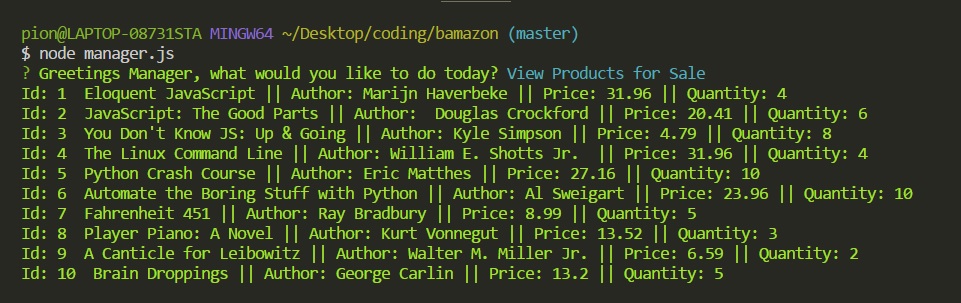 pion@LAPTOP-08731STA MINGW64 ~/Desktop/coding/bamazon (master)
$ node manager.js
? Greetings Manager, what would you like to do today? View Products for Sale
Id: 1  Eloquent JavaScript || Author: Marijn Haverbeke || Price: 31.96 || Quantity: 4
Id: 2  JavaScript: The Good Parts || Author:  Douglas Crockford || Price: 20.41 || Quantity: 6
Id: 3  You Don't Know JS: Up & Going || Author: Kyle Simpson || Price: 4.79 || Quantity: 8
Id: 4  The Linux Command Line || Author: William E. Shotts Jr.  || Price: 31.96 || Quantity: 4
Id: 5  Python Crash Course || Author: Eric Matthes || Price: 27.16 || Quantity: 10
Id: 6  Automate the Boring Stuff with Python || Author: Al Sweigart || Price: 23.96 || Quantity: 10
Id: 7  Fahrenheit 451 || Author: Ray Bradbury || Price: 8.99 || Quantity: 5
Id: 8  Player Piano: A Novel || Author: Kurt Vonnegut || Price: 13.52 || Quantity: 3
Id: 9  A Canticle for Leibowitz || Author: Walter M. Miller Jr. || Price: 6.59 || Quantity: 2
Id: 10  Brain Droppings || Author: George Carlin || Price: 13.2 || Quantity: 5